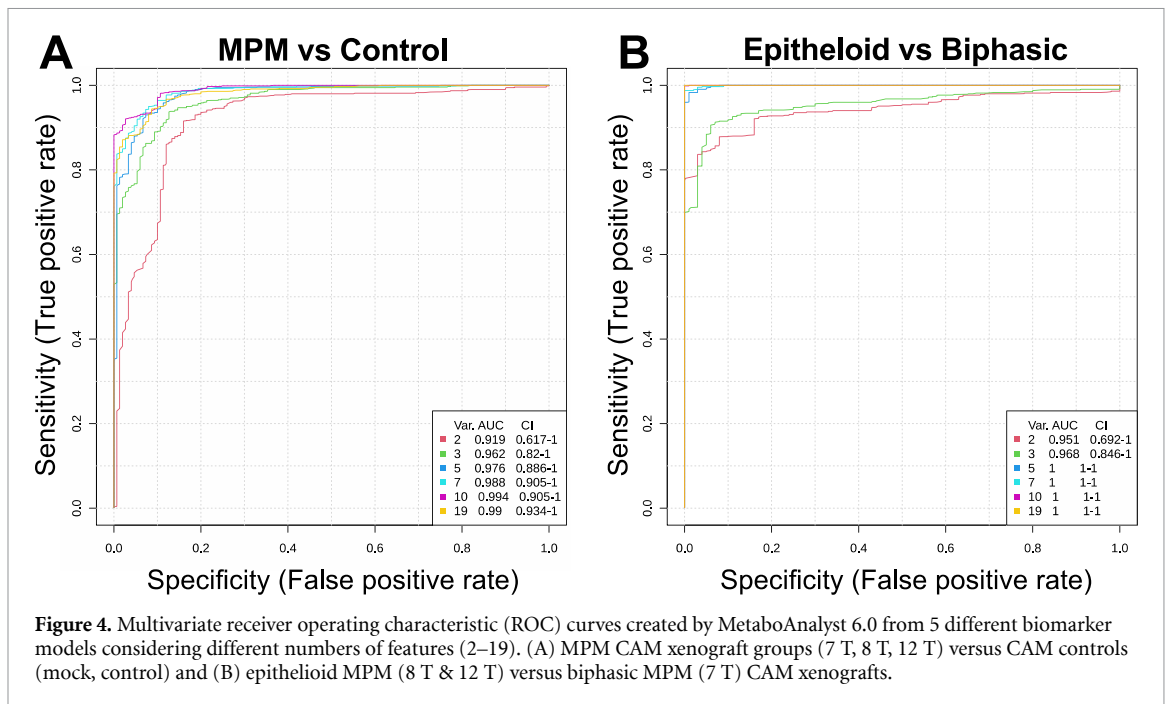 A
MPM vs Control
Sensitivity (True positive rate)
1.0
0.8
0.6
0.4
0.2
0.0
Var. AUC CI
2 0.919 0.617-1
3 0.962 0.82-1
5 0.976 0.886-1
7 0.988 0.905-1
10 0.994 0.905-1
19 0.99 0.934-1
0.0 0.2 0.4 0.6 0.8 1.0
Specificity (False positive rate)
B
Epitheloid vs Biphasic
Sensitivity (True positive rate)
1.0
0.8
0.6
0.4
0.2
0.0
Var. AUC CI
2 0.951 0.692-1
3 0.968 0.846-1
5 1 1-1
7 1 1-1
10 1 1-1
19 1 1-1
0.0 0.2 0.4 0.6 0.8 1.0
Specificity (False positive rate)
Figure 4. Multivariate receiver operating characteristic (ROC) curves created by MetaboAnalyst 6.0 from 5 different biomarker
models considering different numbers of features (2–19). (A) MPM CAM xenograft groups (7 T, 8 T, 12 T) versus CAM controls
(mock, control) and (B) epithelioid MPM (8 T & 12 T) versus biphasic MPM (7 T) CAM xenografts.